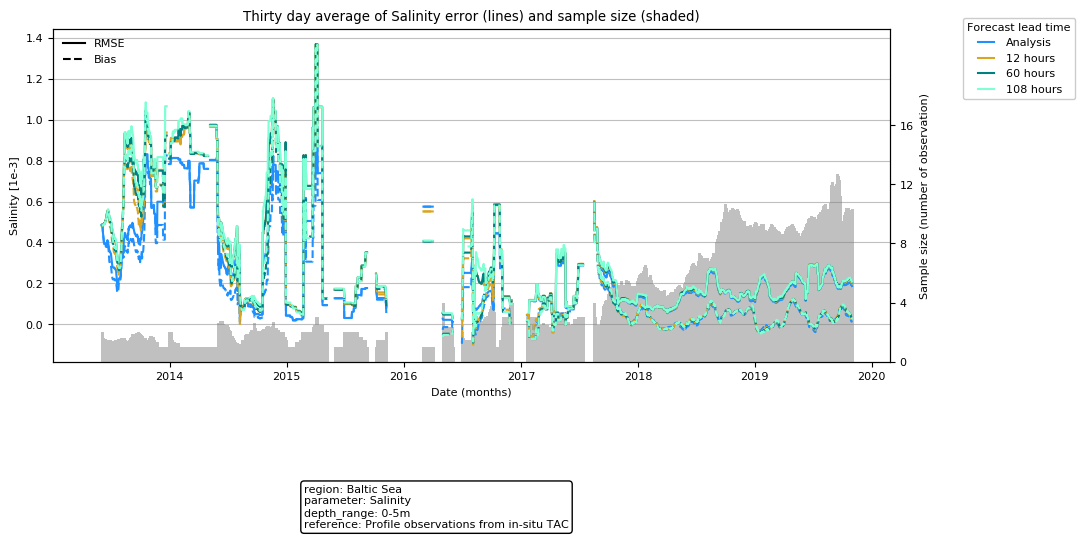 Thirty day average of Salinity error (lines) and sample size (shaded)
Forecast lead time
Analysis
12 hours
60 hours
108 hours
RMSE
Bias
Salinity [1e-3]
1.4
1.2
1.0
0.8
0.6
0.4
0.2
0.0
Sample size (number of observation)
16
12
8
4
0
2014 2015 2016 2017 2018 2019 2020
Date (months)
region: Baltic Sea
parameter: Salinity
depth_range: 0-5m
reference: Profile observations from in-situ TAC